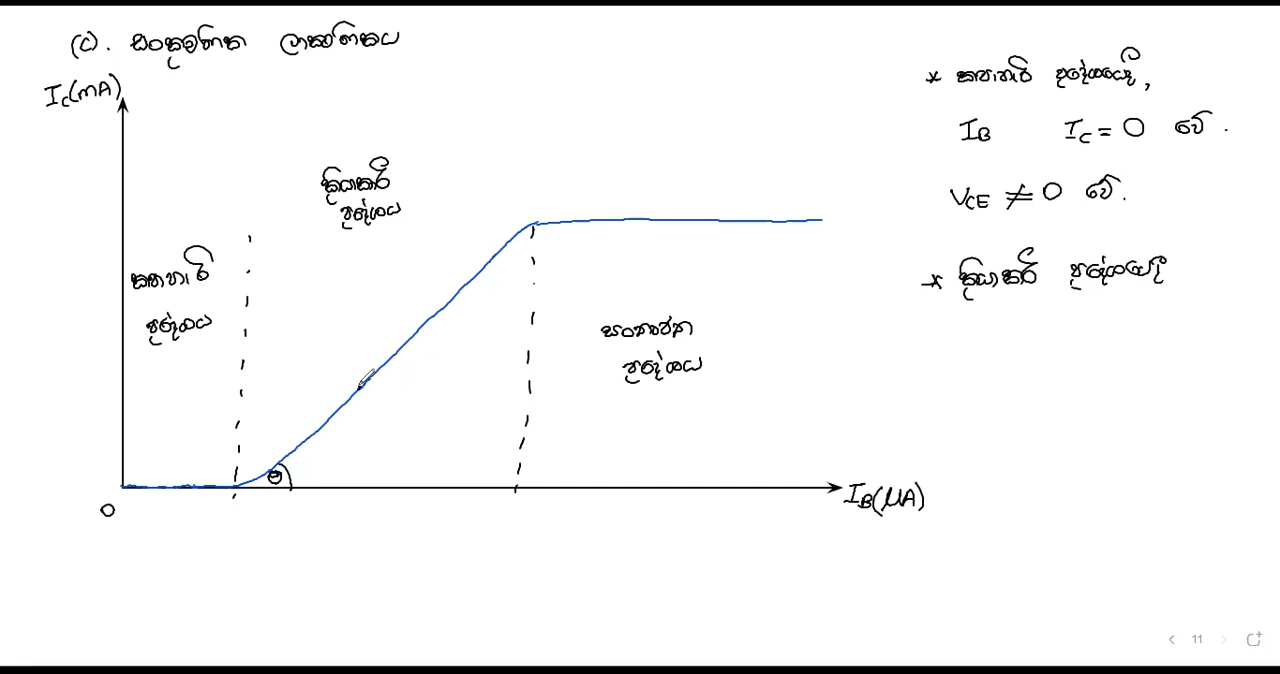 (c). සංක්‍රමණික ලාක්ෂණිකය
Ic(mA)
ක්‍රියාකාරී
ප්‍රදේශය
කපාහැරි
ප්‍රදේශය
සංතෘප්ත
ප්‍රදේශය
θ
0
IB(μA)
* කපාහැරි ප්‍රදේශයේදී,
IB Ic = 0 වේ.
VCE ≠ 0 වේ.
* ක්‍රියාකාරී ප්‍රදේශයේදී
< 11 >